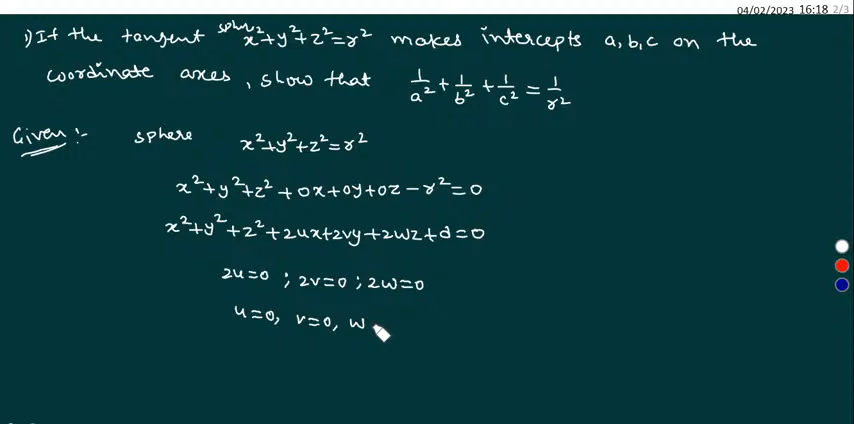 04/02/2023 16:18 2/3
1) If the tangent sphere x²+y²+z²=r² makes intercepts a,b,c on the
coordinate axes, show that 1/a² + 1/b² + 1/c² = 1/r²
Given :- sphere x²+y²+z²=r²
x²+y²+z²+0x+0y+0z-r²=0
x²+y²+z²+2ux+2vy+2wz+d=0
2u=0 ; 2v=0 ; 2w=0
u=0, v=0, w